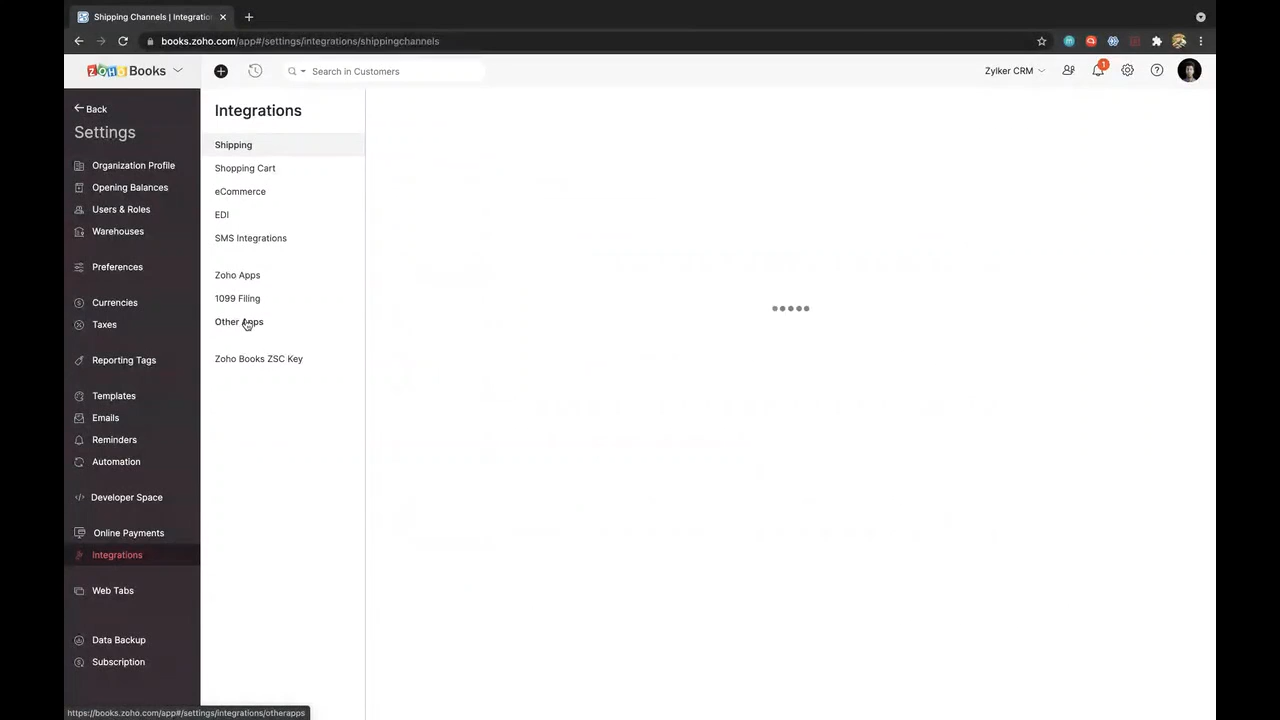 Shipping Channels | Integratio
books.zoho.com/app#/settings/integrations/shippingchannels
ZOHO Books
Search in Customers
Zylker CRM
1
Back
Settings
Organization Profile
Opening Balances
Users & Roles
Warehouses
Preferences
Currencies
Taxes
Reporting Tags
Templates
Emails
Reminders
Automation
Developer Space
Online Payments
Integrations
Web Tabs
Data Backup
Subscription
Integrations
Shipping
Shopping Cart
eCommerce
EDI
SMS Integrations
Zoho Apps
1099 Filing
Other Apps
Zoho Books ZSC Key
https://books.zoho.com/app#/settings/integrations/otherapps